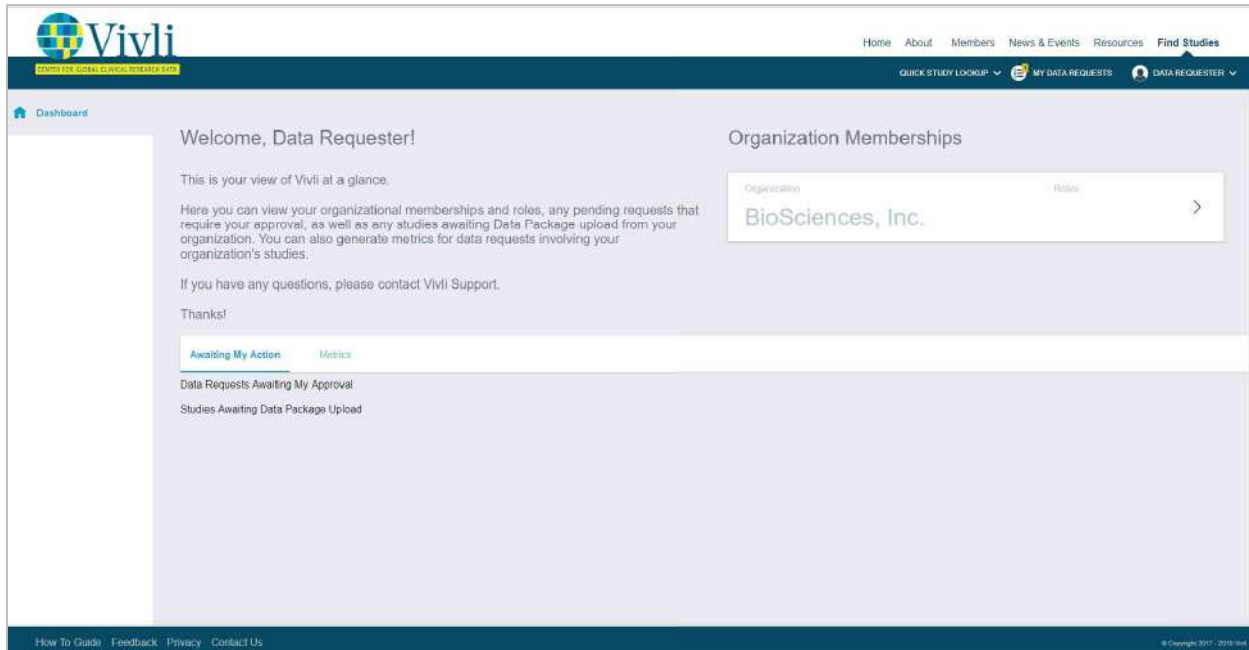 Vivli
CENTER FOR GLOBAL CLINICAL RESEARCH DATA
Home About Members News & Events Resources Find Studies
QUICK STUDY LOOKUP MY DATA REQUESTS DATA REQUESTER
Dashboard
Welcome, Data Requester!
This is your view of Vivli at a glance.
Here you can view your organizational memberships and roles, any pending requests that
require your approval, as well as any studies awaiting Data Package upload from your
organization. You can also generate metrics for data requests involving your
organization's studies.
If you have any questions, please contact Vivli Support.
Thanks!
Organization Memberships
Organization Roles
BioSciences, Inc.
Awaiting My Action Metrics
Data Requests Awaiting My Approval
Studies Awaiting Data Package Upload
How To Guide Feedback Privacy Contact Us
© Copyright 2017 - 2018 Vivli